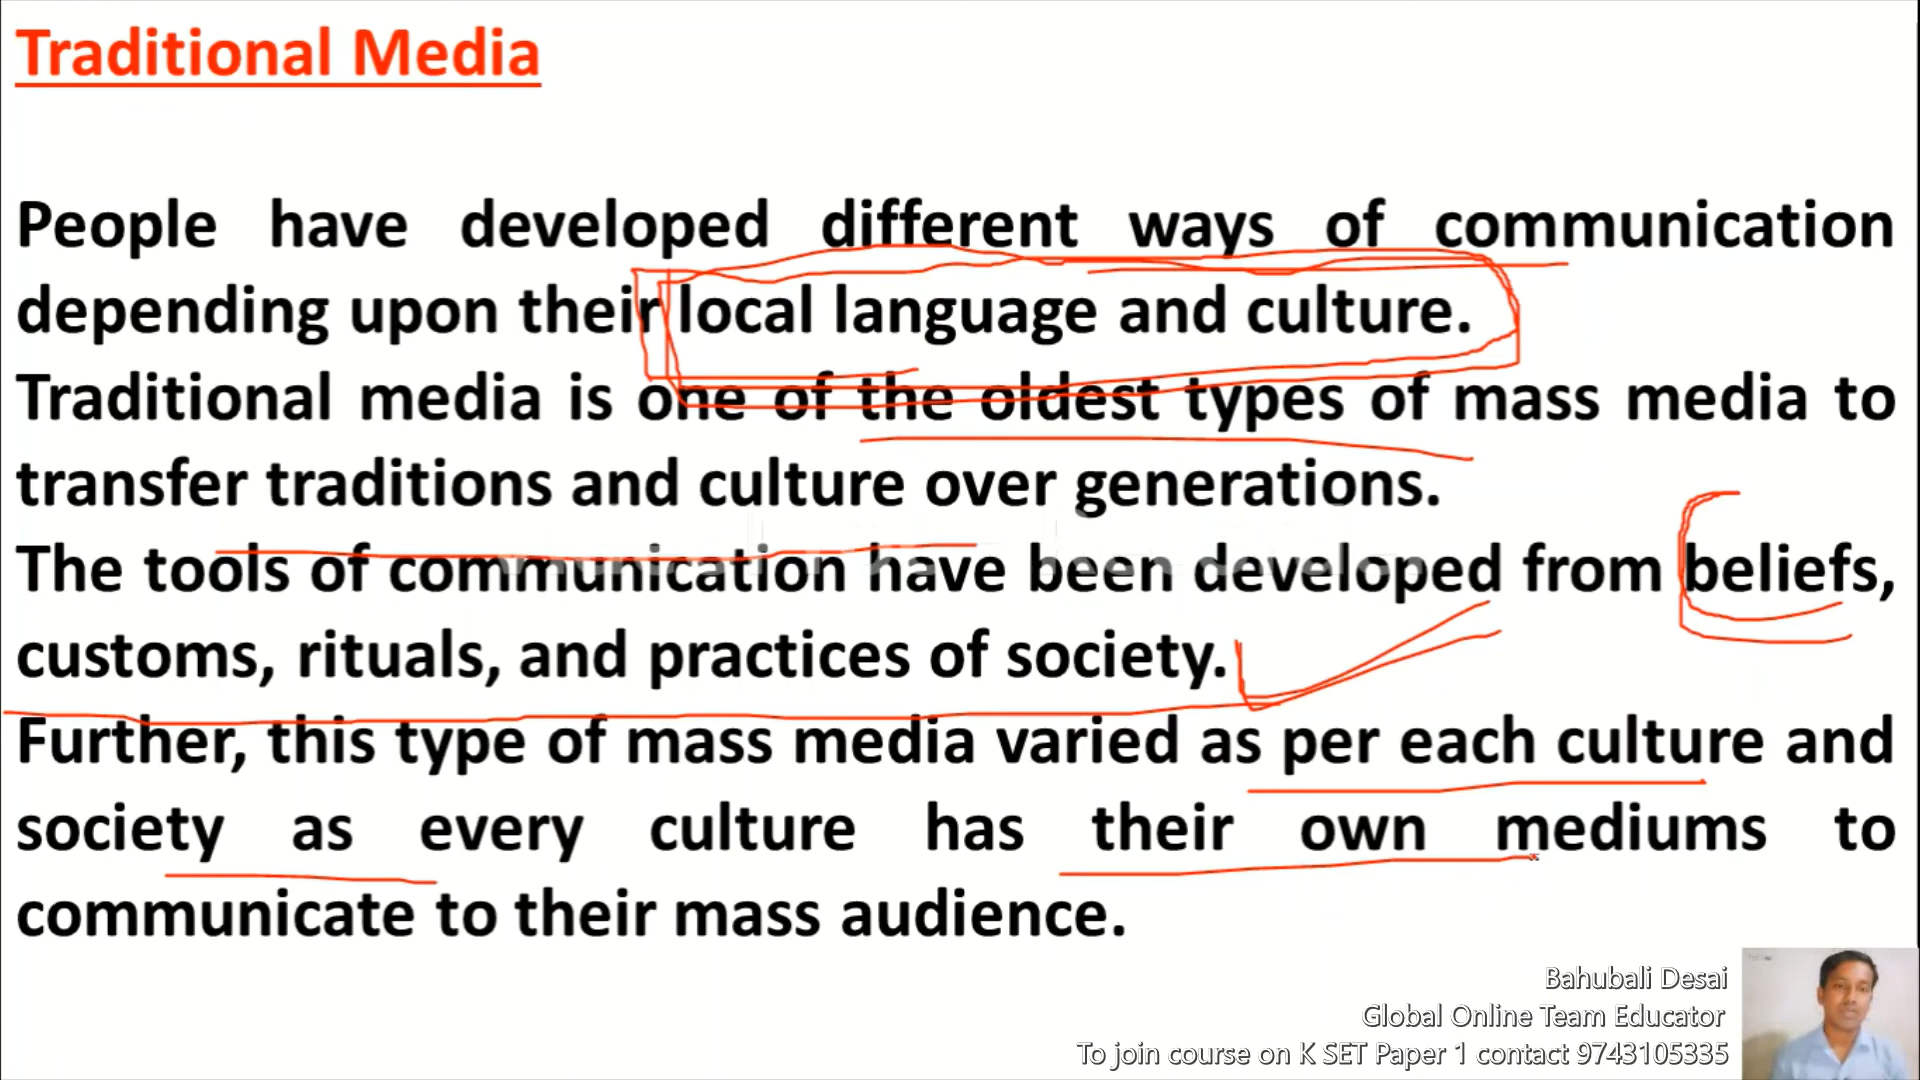 Traditional Media
People have developed different ways of communication
depending upon their local language and culture.
Traditional media is one of the oldest types of mass media to
transfer traditions and culture over generations.
The tools of communication have been developed from beliefs,
customs, rituals, and practices of society.
Further, this type of mass media varied as per each culture and
society as every culture has their own mediums to
communicate to their mass audience.
Bahubali Desai
Global Online Team Educator
To join course on K SET Paper 1 contact 9743105335